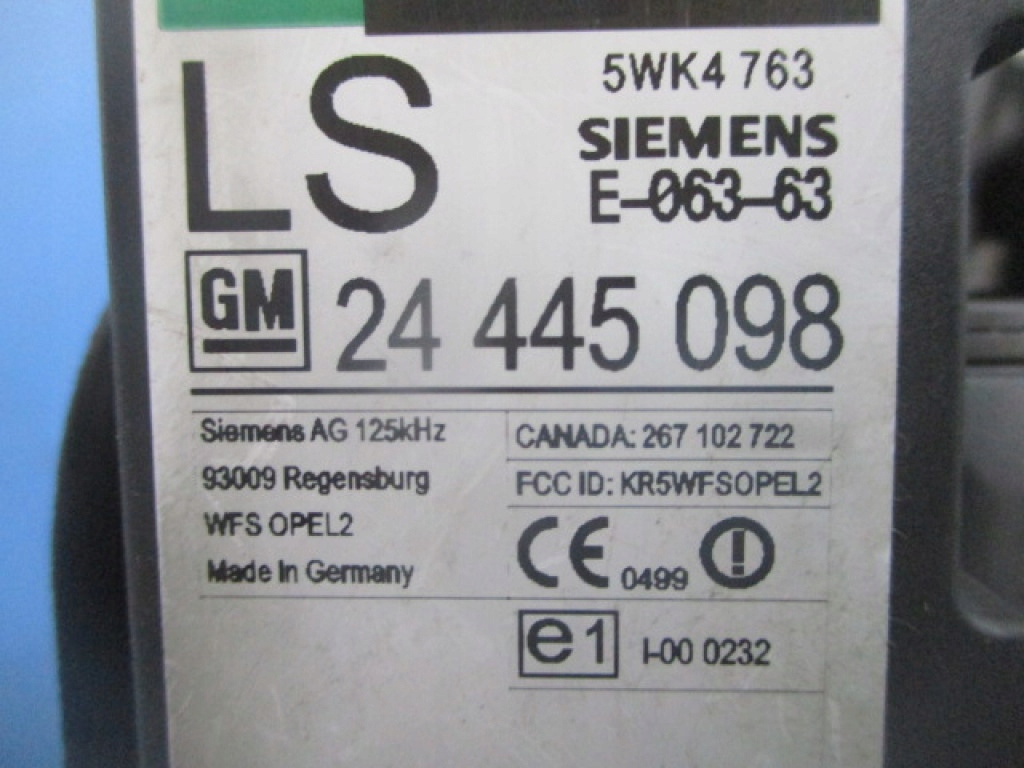 LS
5WK4 763
SIEMENS
E-063-63
GM
24 445 098
Siemens AG 125kHz
93009 Regensburg
WFS OPEL2
Made In Germany
CANADA: 267 102 722
FCC ID: KR5WFSOPEL2
CE 0499
e1
I-00 0232